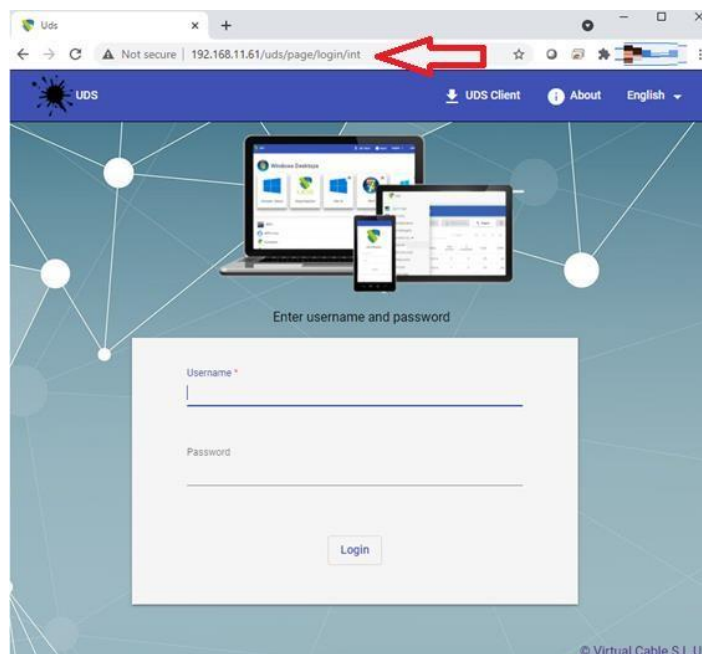 Uds
Not secure | 192.168.11.61/uds/page/login/int
UDS
UDS Client
About
English
Windows Desktops
Enter username and password
Username *
Password
Login
© Virtual Cable S.L.U